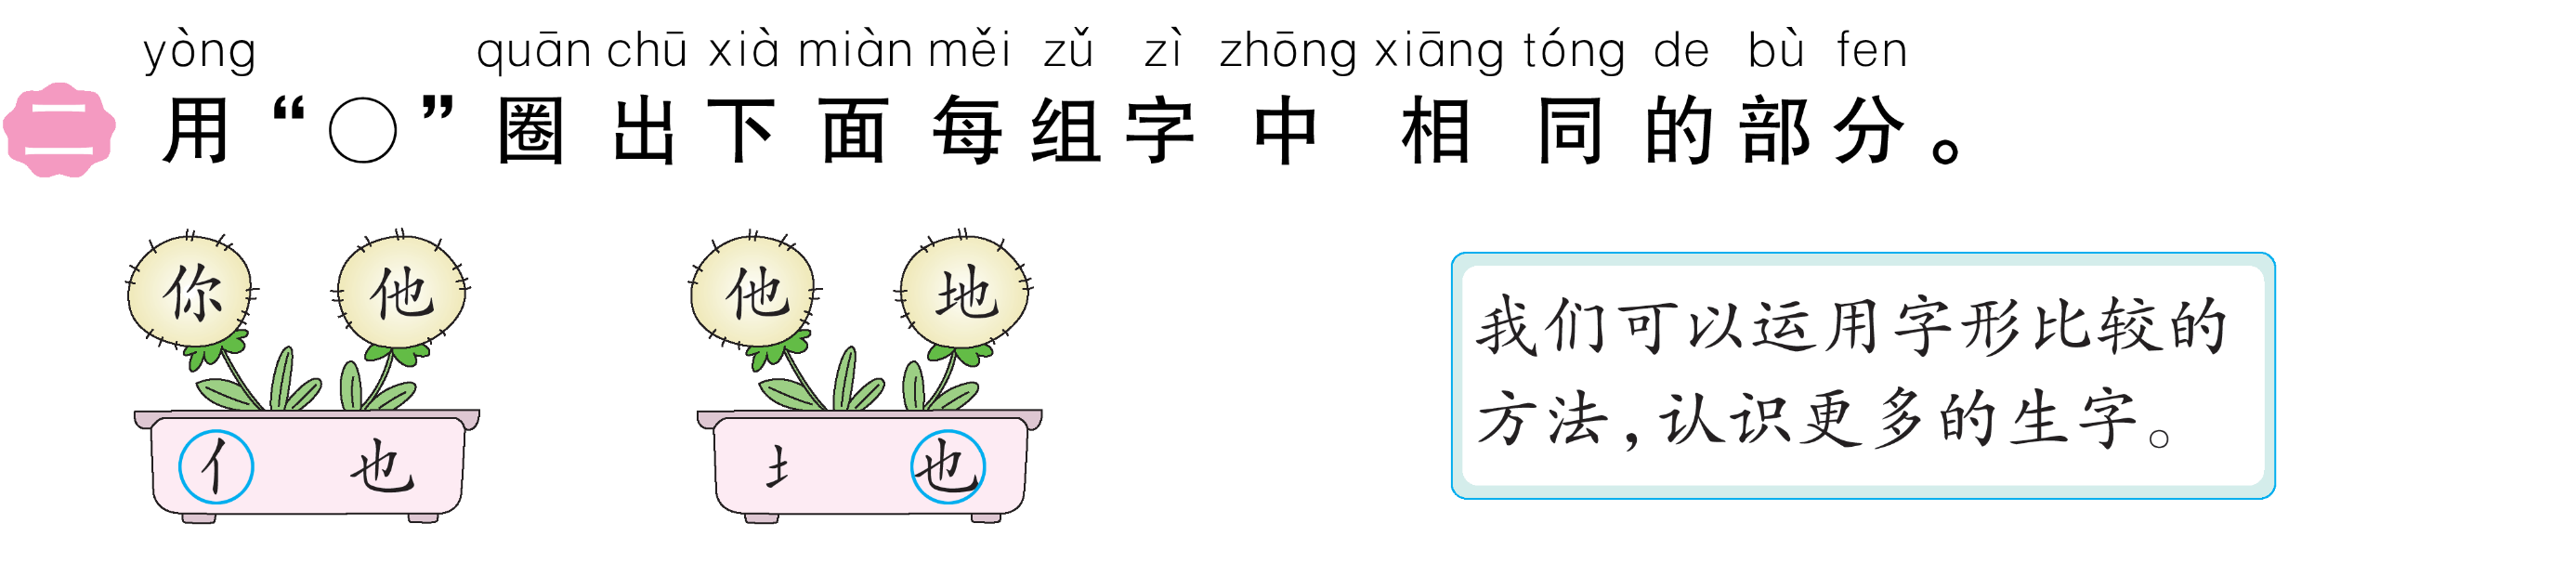 yòng quān chū xià miàn měi zǔ zì zhōng xiāng tóng de bù fen
二 用“○”圈出下面每组字中相同的部分。
你 他 他 地
我们可以运用字形比较的
方法,认识更多的生字。
亻 也 扌 也